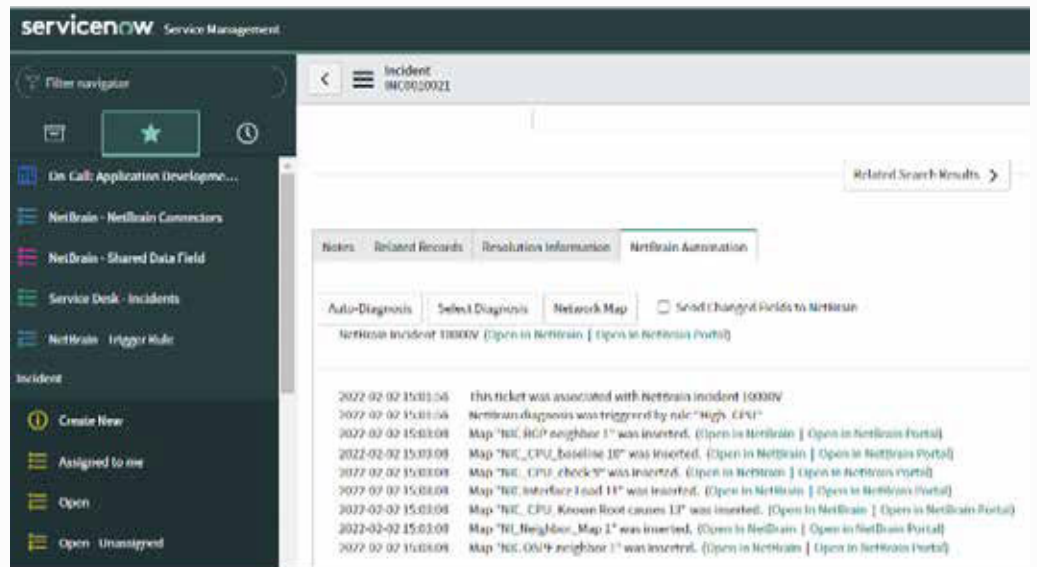 servicenow Service Management
Filter navigator
Incident
INC0010021
On Call: Application Developme...
NetBrain - NetBrain Connectors
NetBrain - Shared Data Field
Service Desk - Incidents
NetBrain - Trigger Rule
Incident
Create New
Assigned to me
Open
Open - Unassigned
Related Search Results
Notes Related Records Resolution Information NetBrain Automation
Auto-Diagnosis Select Diagnosis Network Map Send Changed Fields to NetBrain
NetBrain Incident 10000V (Open in NetBrain | Open in NetBrain Portal)
2022-02-02 15:01:56 This ticket was associated with NetBrain incident 10000V
2022-02-02 15:01:56 NetBrain diagnosis was triggered by rule "High_CPU"
2022-02-02 15:03:08 Map "NIC BGP neighbor 1" was inserted. (Open in NetBrain | Open in NetBrain Portal)
2022-02-02 15:03:08 Map "NIC_CPU_baseline 10" was inserted. (Open in NetBrain | Open in NetBrain Portal)
2022-02-02 15:03:08 Map "NIC_CPU_check 9" was inserted. (Open in NetBrain | Open in NetBrain Portal)
2022-02-02 15:03:08 Map "NIC Interface Load 11" was inserted. (Open in NetBrain | Open in NetBrain Portal)
2022-02-02 15:03:08 Map "NIC_CPU_Known Root causes 13" was inserted. (Open in NetBrain | Open in NetBrain Portal)
2022-02-02 15:03:08 Map "NI_Neighbor_Map 1" was inserted. (Open in NetBrain | Open in NetBrain Portal)
2022-02-02 15:03:08 Map "NIC OSPF neighbor 1" was inserted. (Open in NetBrain | Open in NetBrain Portal)